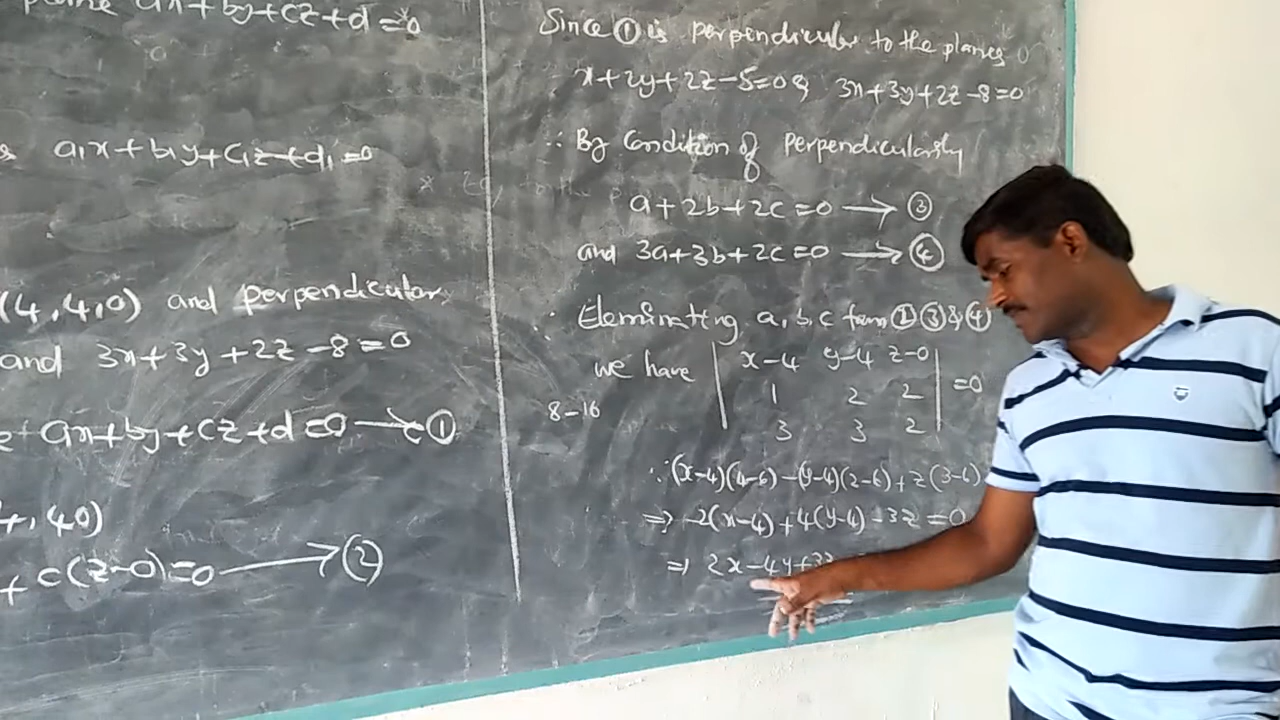 plane ax+by+cz+d=0
a₁x+b₁y+c₁z+d₁=0
(4,4,0) and perpendicular
and 3x+3y+2z-8=0
ax+by+cz+d=0 → ①
4,40)
+ c(z-0)=0 → ②
Since ① is perpendicular to the planes
x+2y+2z-5=0 & 3x+3y+2z-8=0
∴ By Condition of Perpendicularity
a+2b+2c=0 → ③
and 3a+3b+2c=0 → ④
∴ Eleminating a, b, c from ② ③ & ④
we have | x-4 y-4 z-0 |
| 1 2 2 | =0
8-16
| 3 3 2 |
∴ (x-4)(4-6)-(y-4)(2-6)+z(3-6)
⇒ -2(x-4)+4(y-4)-3z=0
⇒ 2x-4y+3z